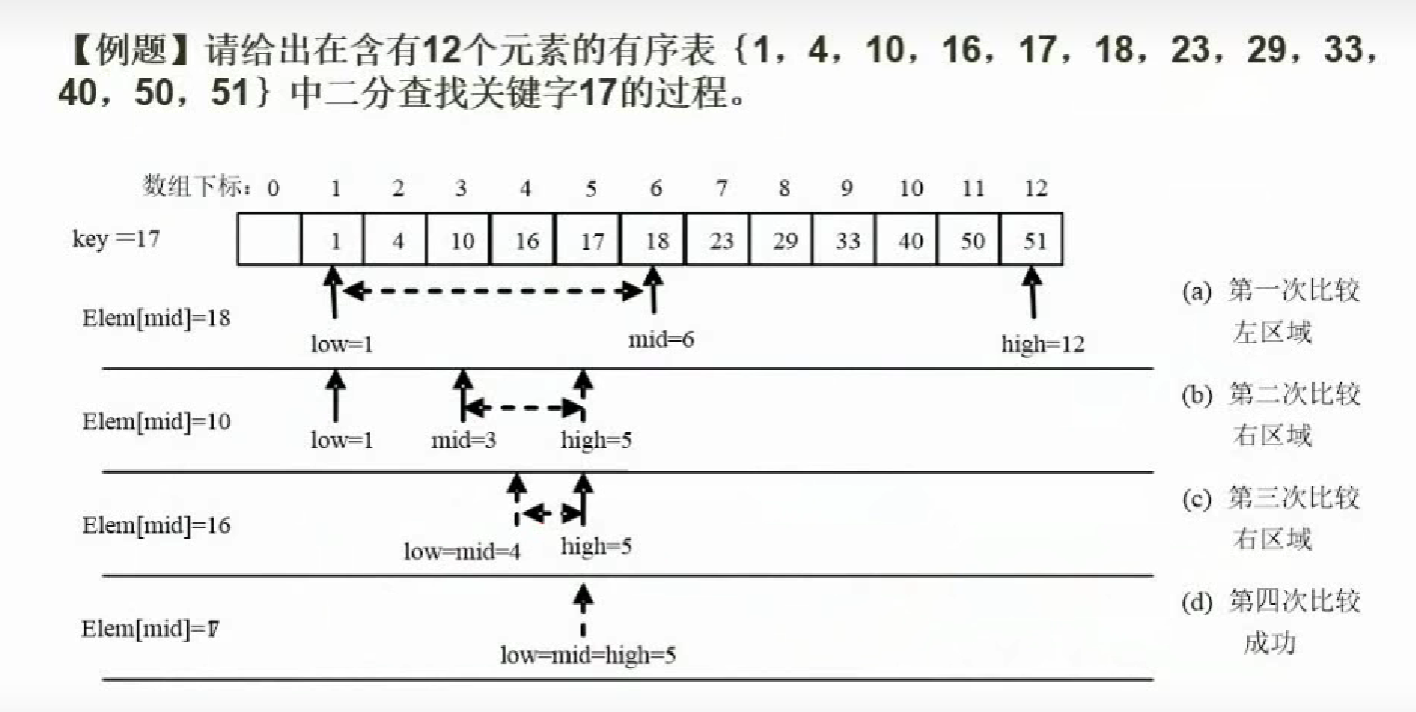 【例题】请给出在含有12个元素的有序表{1，4，10，16，17，18，23，29，33，
40，50，51}中二分查找关键字17的过程。
数组下标：0 1 2 3 4 5 6 7 8 9 10 11 12
key=17 1 4 10 16 17 18 23 29 33 40 50 51
Elem[mid]=18 low=1 mid=6 high=12 (a) 第一次比较
左区域
Elem[mid]=10 low=1 mid=3 high=5 (b) 第二次比较
右区域
Elem[mid]=16 low=mid=4 high=5 (c) 第三次比较
右区域
Elem[mid]=17 low=mid=high=5 (d) 第四次比较
成功